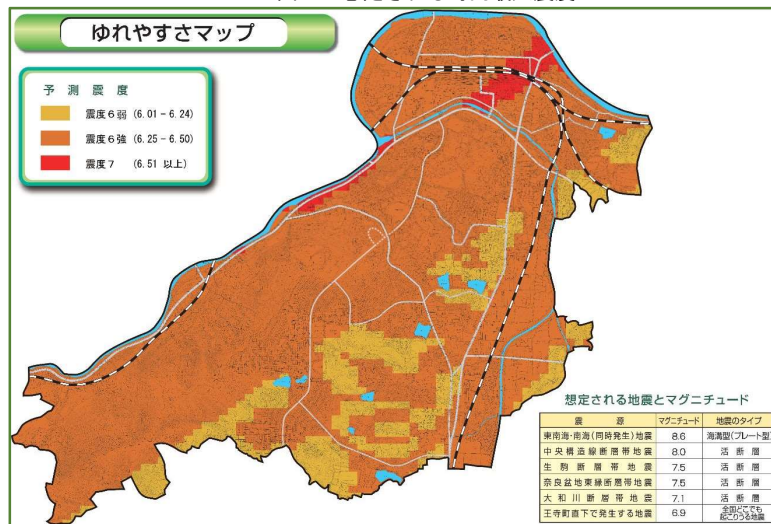 ゆれやすさマップ
予測震度
震度6弱 (6.01-6.24)
震度6強 (6.25-6.50)
震度7 (6.51 以上)
想定される地震とマグニチュード
震源 マグニチュード 地震のタイプ
東南海・南海(同時発生)地震 8.6 海溝型(プレート型)
中央構造線断層帯地震 8.0 活断層
生駒断層帯地震 7.5 活断層
奈良盆地東縁断層帯地震 7.5 活断層
大和川断層帯地震 7.1 活断層
王寺町直下で発生する地震 6.9 全国どこでも
起こりうる地震